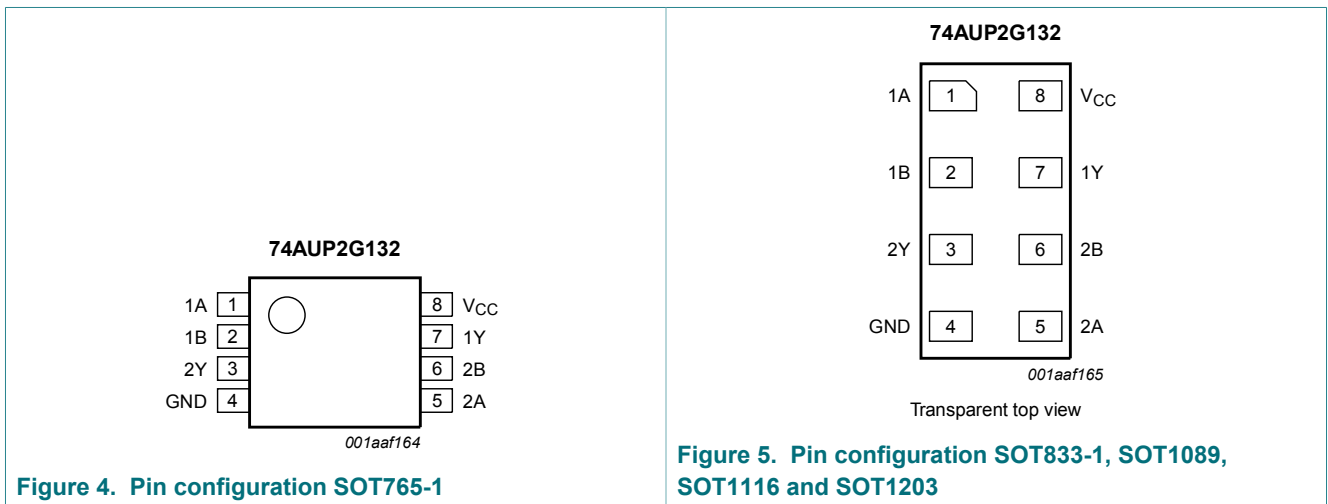 74AUP2G132
1A 1 8 VCC
1B 2 7 1Y
2Y 3 6 2B
GND 4 5 2A
001aaf164
Figure 4. Pin configuration SOT765-1
74AUP2G132
1A 1 8 VCC
1B 2 7 1Y
2Y 3 6 2B
GND 4 5 2A
001aaf165
Transparent top view
Figure 5. Pin configuration SOT833-1, SOT1089,
SOT1116 and SOT1203